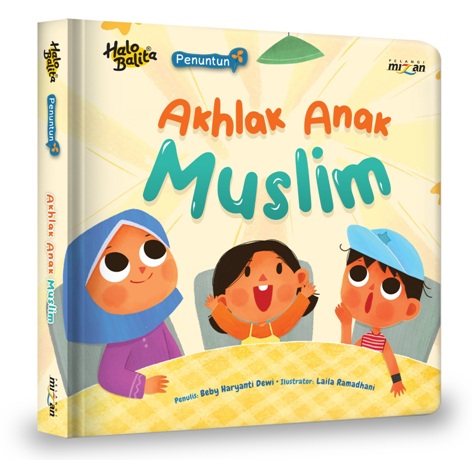 Halo
Balita
Penuntun
Akhlak Anak
Muslim
PELANGI
mizan
Halo
Balita
Penuntun
PELANGI
mizan
Akhlak Anak
Muslim
Penulis: Beby Haryanti Dewi • Ilustrator: Laila Ramadhani